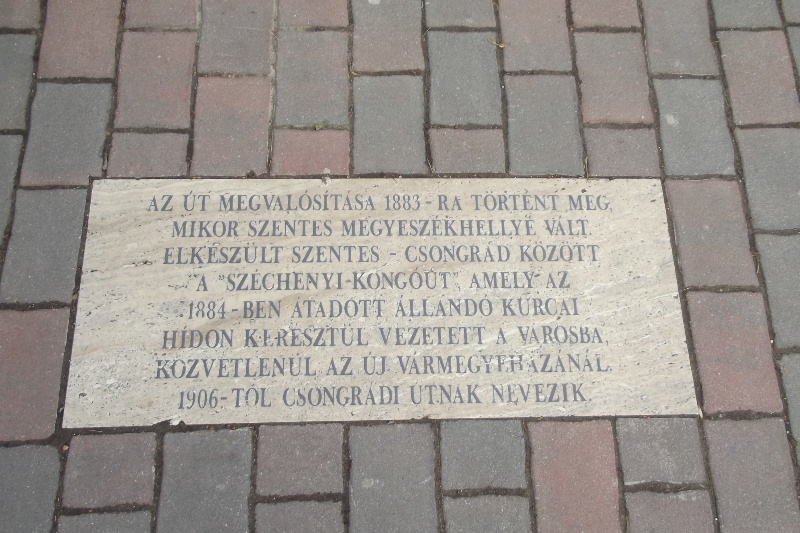 AZ ÚT MEGVALÓSÍTÁSA 1883-RA TÖRTÉNT MEG,
MIKOR SZENTES MEGYESZÉKHELLYÉ VÁLT.
ELKÉSZÜLT SZENTES - CSONGRÁD KÖZÖTT
A "SZÉCHENYI-KONGÓÚT", AMELY AZ
1884-BEN ÁTADOTT ÁLLANDÓ KURCAI
HÍDON KERESZTÜL VEZETETT A VÁROSBA,
KÖZVETLENÜL AZ ÚJ VÁRMEGYEHÁZÁNÁL.
1906-TÓL CSONGRÁDI ÚTNAK NEVEZIK.